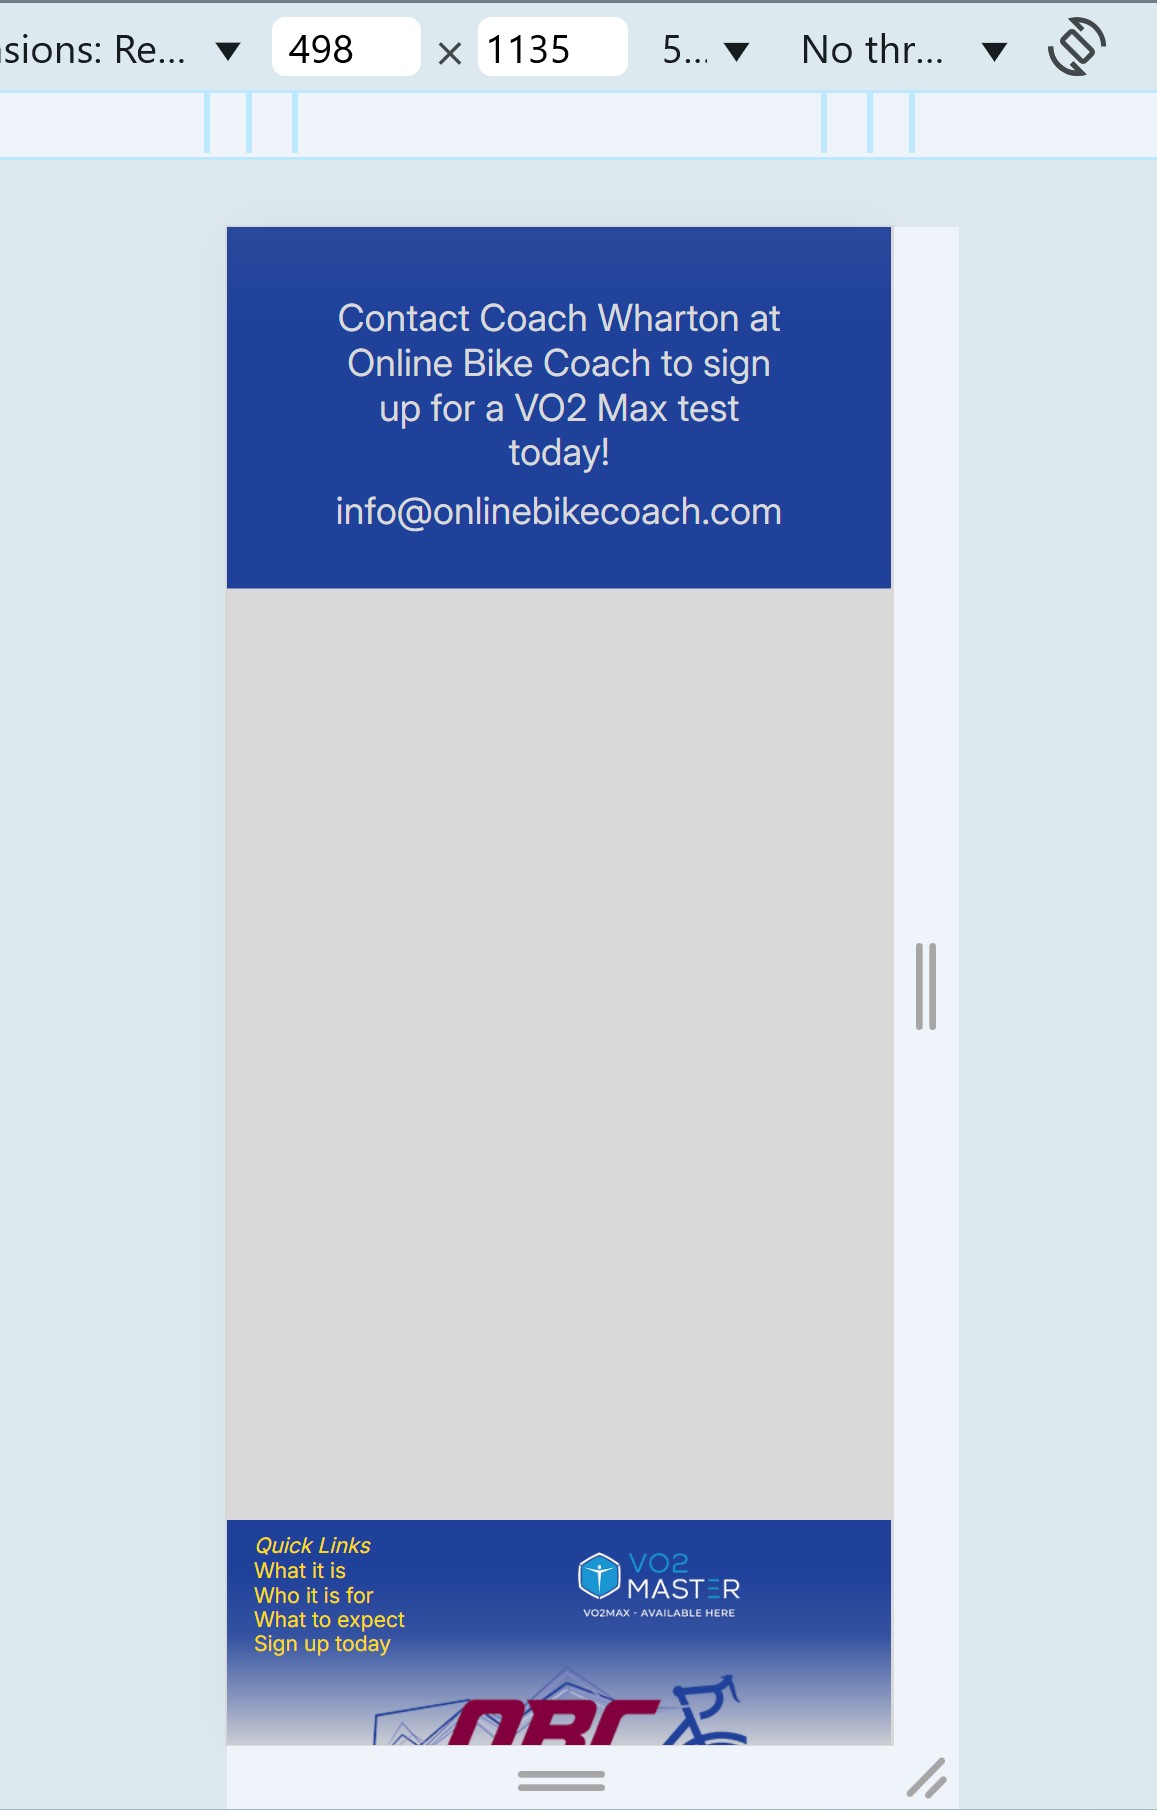 sions: Re...
498
×
1135
5...
No thr...
Contact Coach Wharton at
Online Bike Coach to sign
up for a VO2 Max test
today!
info@onlinebikecoach.com
Quick Links
What it is
Who it is for
What to expect
Sign up today
VO2
MASTER
VO2MAX - AVAILABLE HERE
OBC